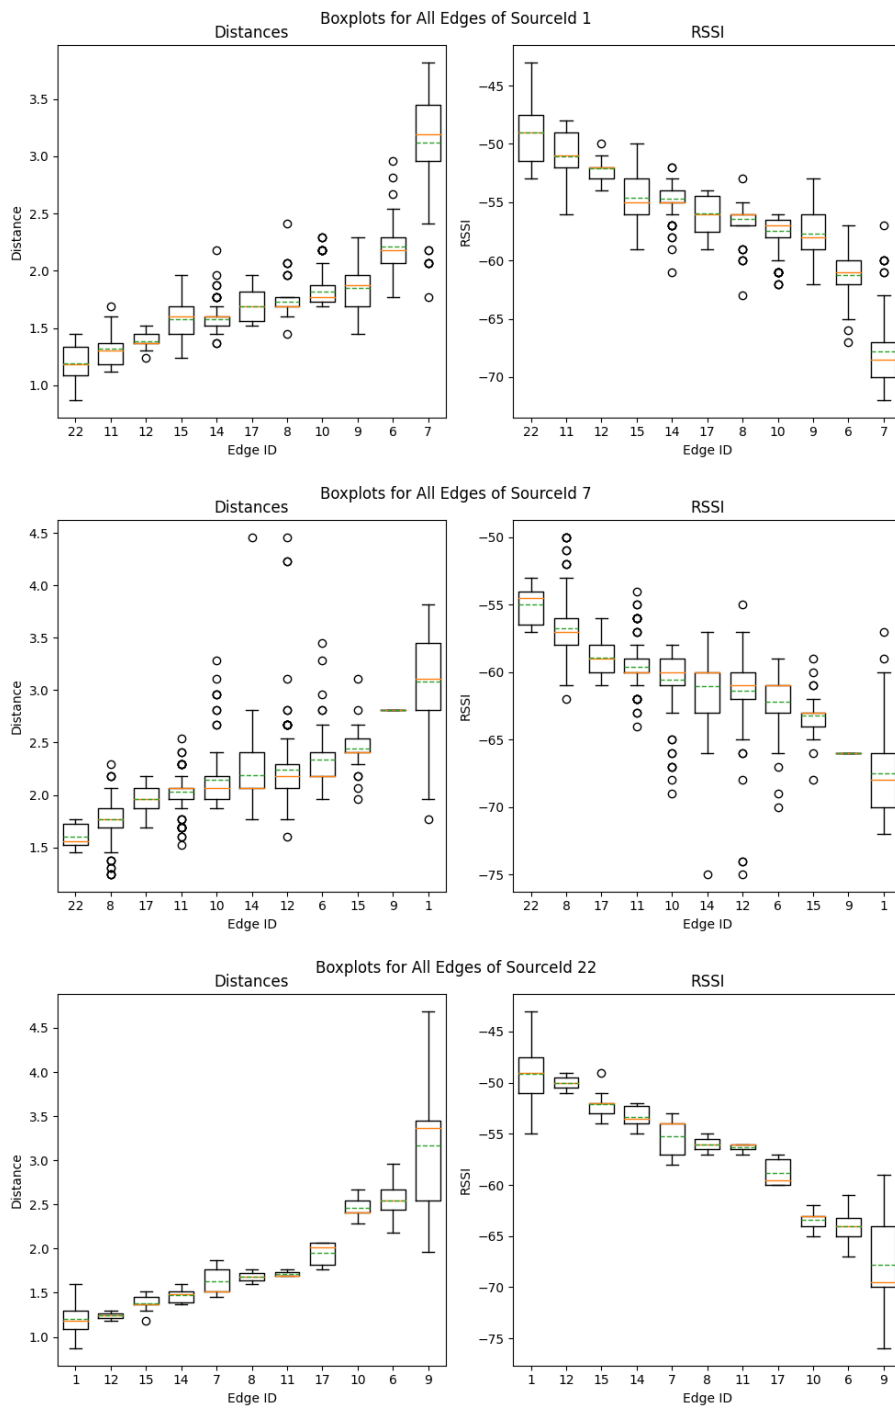 Boxplots for All Edges of SourceId 1
Distances
RSSI
3.5
3.0
2.5
2.0
1.5
1.0
Distance
22 11 12 15 14 17 8 10 9 6 7
Edge ID
−45
−50
−55
−60
−65
−70
RSSI
22 11 12 15 14 17 8 10 9 6 7
Edge ID
Boxplots for All Edges of SourceId 7
Distances
RSSI
4.5
4.0
3.5
3.0
2.5
2.0
1.5
Distance
22 8 17 11 10 14 12 6 15 9 1
Edge ID
−50
−55
−60
−65
−70
−75
RSSI
22 8 17 11 10 14 12 6 15 9 1
Edge ID
Boxplots for All Edges of SourceId 22
Distances
RSSI
4.5
4.0
3.5
3.0
2.5
2.0
1.5
1.0
Distance
1 12 15 14 7 8 11 17 10 6 9
Edge ID
−45
−50
−55
−60
−65
−70
−75
RSSI
1 12 15 14 7 8 11 17 10 6 9
Edge ID